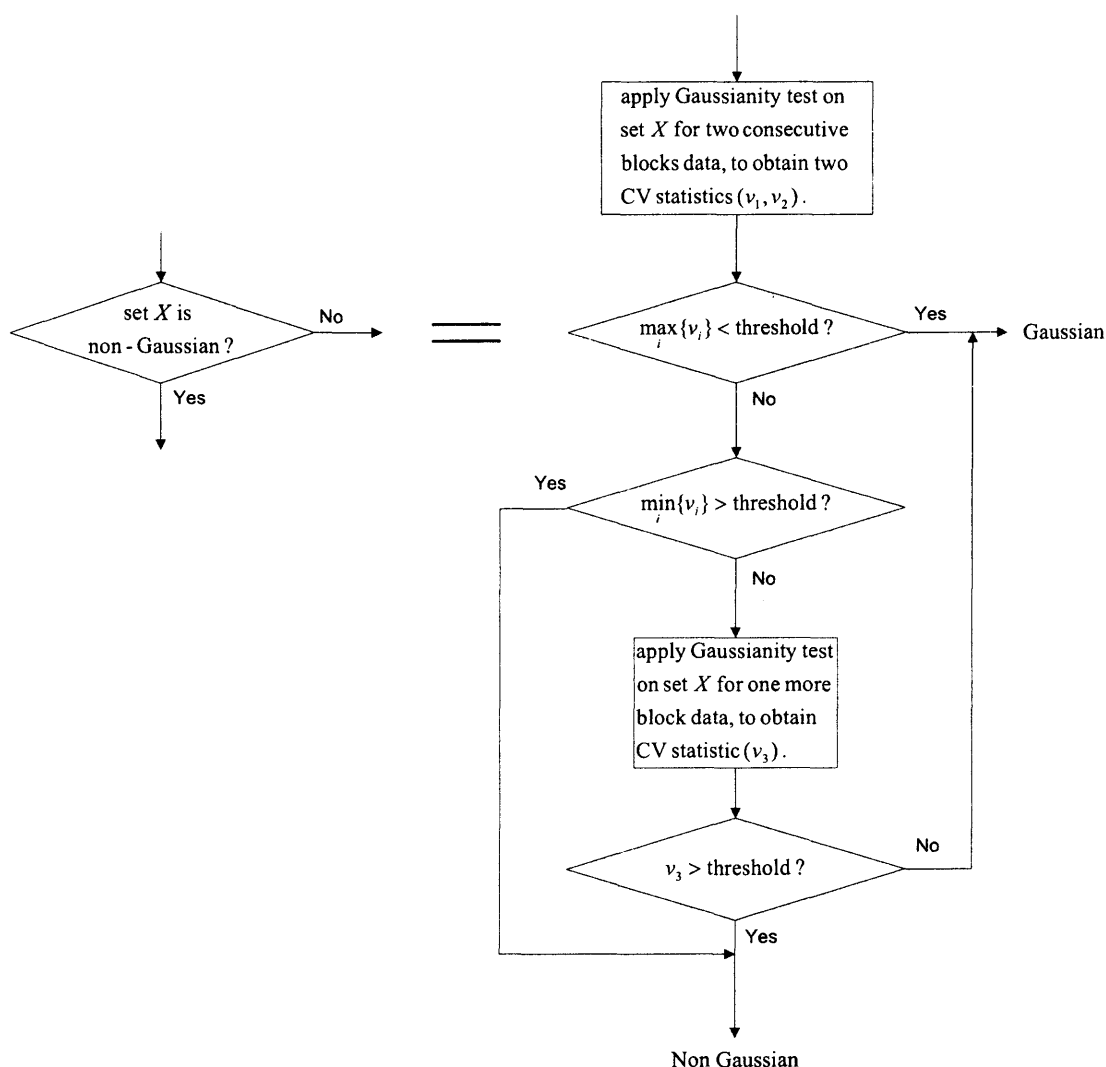 set X is
non - Gaussian ?
No
Yes
apply Gaussianity test on
set X for two consecutive
blocks data, to obtain two
CV statistics (v₁, v₂) .
max{vᵢ} < threshold ?
i
Yes
Gaussian
No
min{vᵢ} > threshold ?
i
Yes
No
apply Gaussianity test
on set X for one more
block data, to obtain
CV statistic (v₃) .
v₃ > threshold ?
No
Yes
Non Gaussian